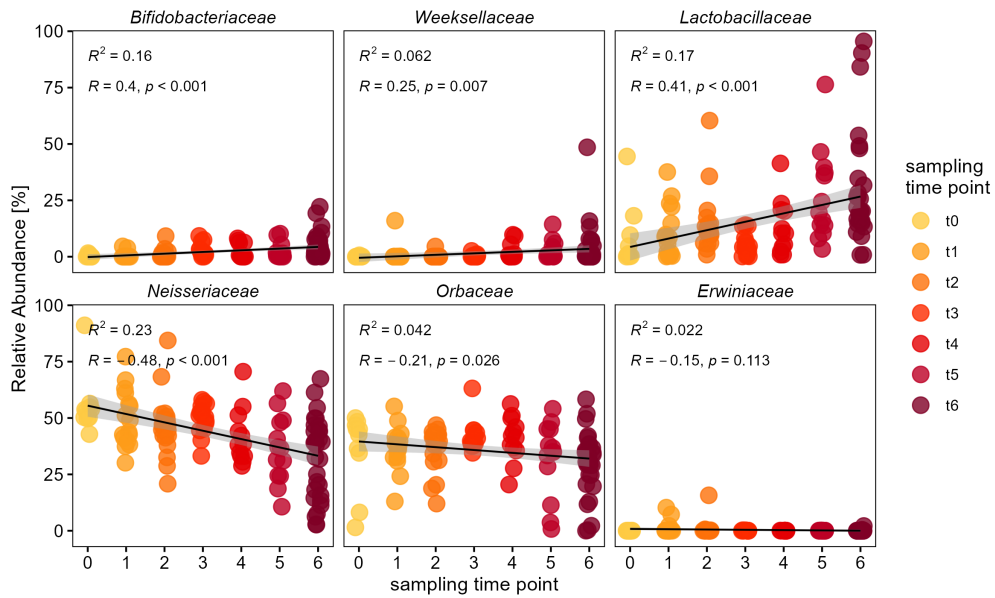 Bifidobacteriaceae
Weeksellaceae
Lactobacillaceae
R² = 0.16
R = 0.4, p < 0.001
R² = 0.062
R = 0.25, p = 0.007
R² = 0.17
R = 0.41, p < 0.001
100
75
50
25
0
Neisseriaceae
Orbaceae
Erwiniaceae
R² = 0.23
R = −0.48, p < 0.001
R² = 0.042
R = −0.21, p = 0.026
R² = 0.022
R = −0.15, p = 0.113
100
75
50
25
0
0 1 2 3 4 5 6
0 1 2 3 4 5 6
0 1 2 3 4 5 6
sampling time point
Relative Abundance [%]
sampling
time point
t0
t1
t2
t3
t4
t5
t6